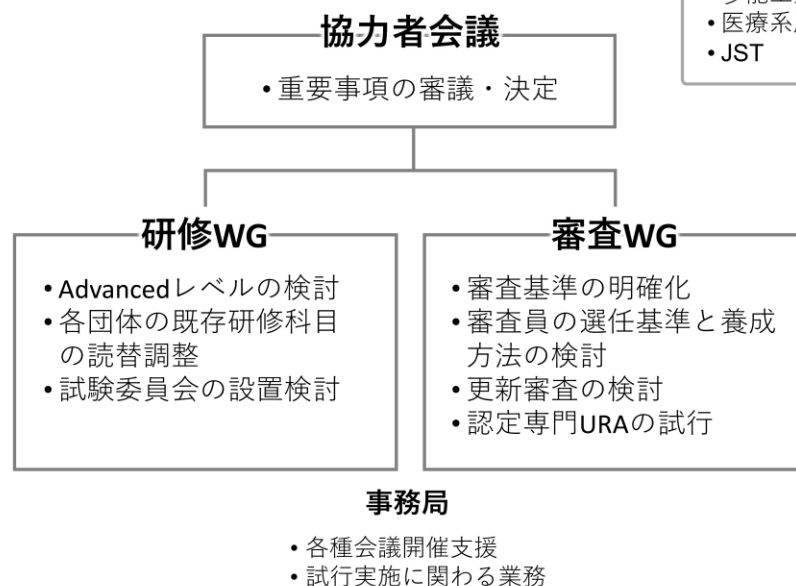 協力者会議
• 重要事項の審議・決定
• 医療系
• JST
研修WG
• Advancedレベルの検討
• 各団体の既存研修科目
の読替調整
• 試験委員会の設置検討
審査WG
• 審査基準の明確化
• 審査員の選任基準と養成
方法の検討
• 更新審査の検討
• 認定専門URAの試行
事務局
• 各種会議開催支援
• 試行実施に関わる業務